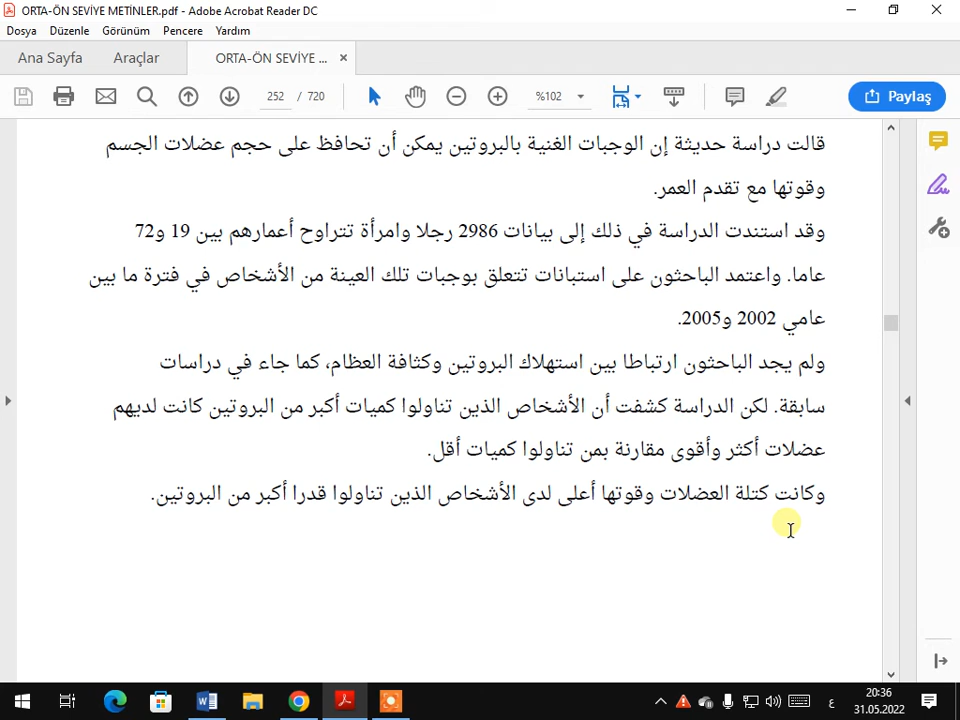 ORTA-ÖN SEVİYE METİNLER.pdf - Adobe Acrobat Reader DC
Dosya Düzenle Görünüm Pencere Yardım
Ana Sayfa Araçlar ORTA-ÖN SEVİYE ... ×
252 / 720 %102 Paylaş
قالت دراسة حديثة إن الوجبات الغنية بالبروتين يمكن أن تحافظ على حجم عضلات الجسم
وقوتها مع تقدم العمر.
وقد استندت الدراسة في ذلك إلى بيانات 2986 رجلا وامرأة تتراوح أعمارهم بين 19 و72
عاما. واعتمد الباحثون على استبانات تتعلق بوجبات تلك العينة من الأشخاص في فترة ما بين
عامي 2002 و2005.
ولم يجد الباحثون ارتباطا بين استهلاك البروتين وكثافة العظام، كما جاء في دراسات
سابقة. لكن الدراسة كشفت أن الأشخاص الذين تناولوا كميات أكبر من البروتين كانت لديهم
عضلات أكثر وأقوى مقارنة بمن تناولوا كميات أقل.
وكانت كتلة العضلات وقوتها أعلى لدى الأشخاص الذين تناولوا قدرا أكبر من البروتين.
ع
20:36
31.05.2022